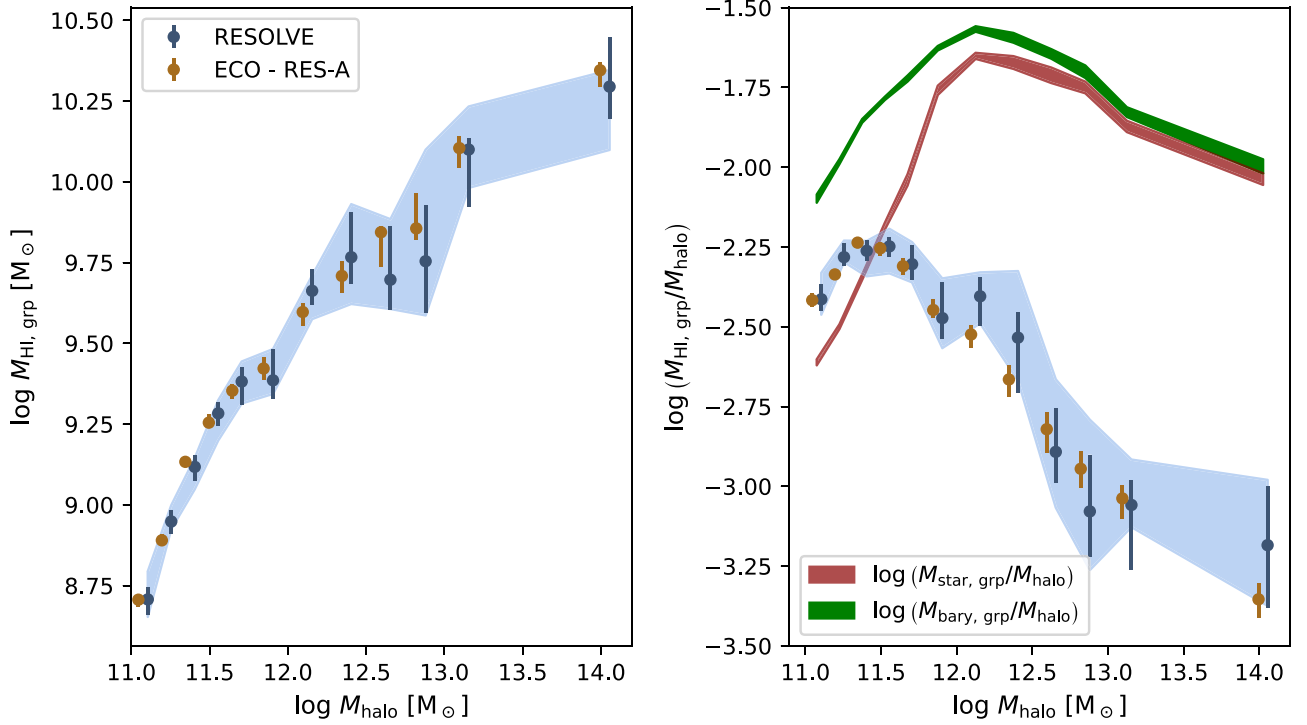 10.50
10.25
10.00
9.75
9.50
9.25
9.00
8.75
log M_HI, grp [M_⊙]
RESOLVE
ECO - RES-A
11.0 11.5 12.0 12.5 13.0 13.5 14.0
log M_halo [M_⊙]
−1.50
−1.75
−2.00
−2.25
−2.50
−2.75
−3.00
−3.25
−3.50
log (M_HI, grp/M_halo)
log (M_star, grp/M_halo)
log (M_bary, grp/M_halo)
11.0 11.5 12.0 12.5 13.0 13.5 14.0
log M_halo [M_⊙]